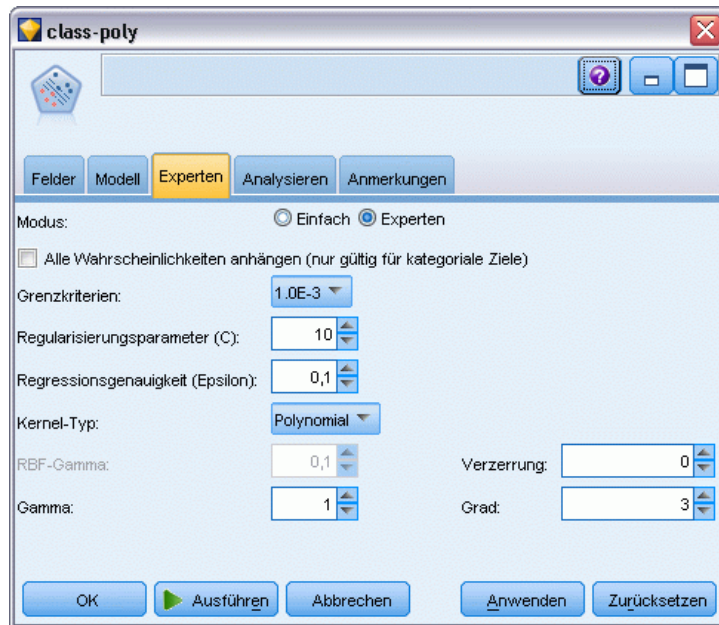 class-poly
Felder Modell Experten Analysieren Anmerkungen
Modus: Einfach Experten
Alle Wahrscheinlichkeiten anhängen (nur gültig für kategoriale Ziele)
Grenzkriterien: 1.0E-3
Regularisierungsparameter (C): 10
Regressionsgenauigkeit (Epsilon): 0,1
Kernel-Typ: Polynomial
RBF-Gamma: 0,1 Verzerrung: 0
Gamma: 1 Grad: 3
OK Ausführen Abbrechen Anwenden Zurücksetzen